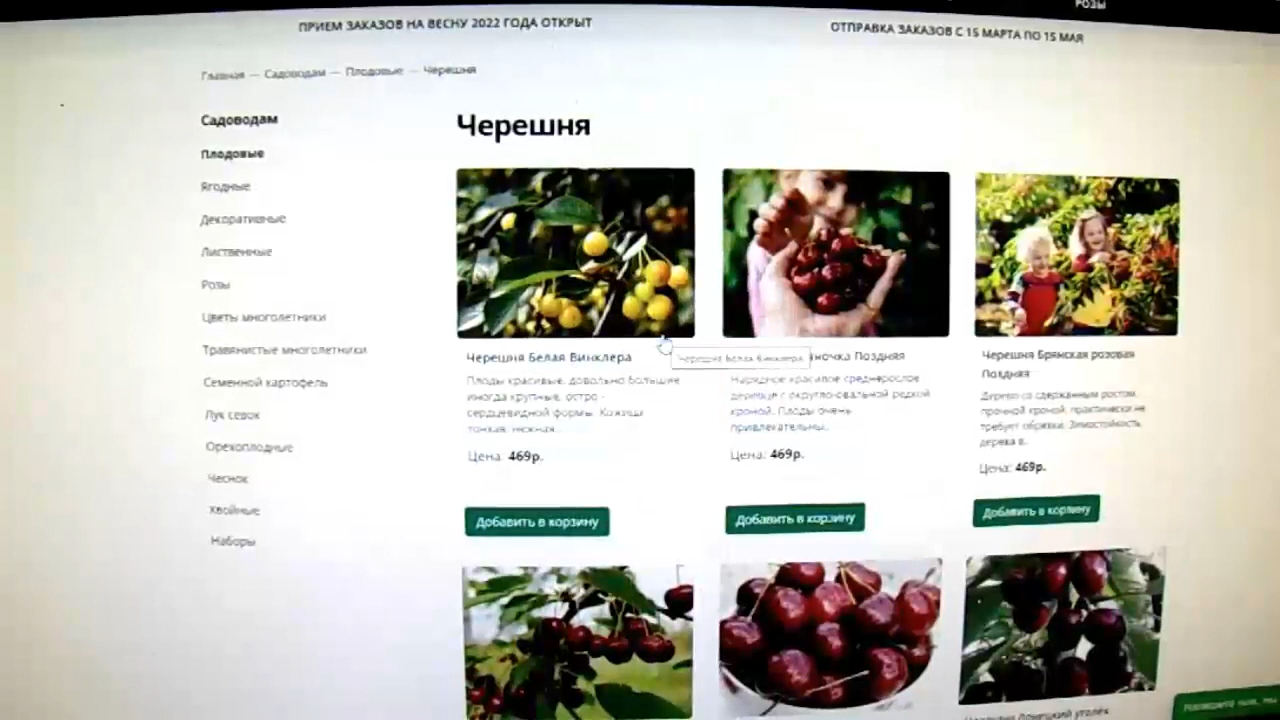 РОЗЫ
ПРИЕМ ЗАКАЗОВ НА ВЕСНУ 2022 ГОДА ОТКРЫТ
ОТПРАВКА ЗАКАЗОВ С 15 МАРТА ПО 15 МАЯ
Главная — Садоводам — Плодовые — Черешня
Садоводам
Плодовые
Ягодные
Декоративные
Лиственные
Розы
Цветы многолетники
Травянистые многолетники
Семенной картофель
Лук севок
Орехоплодные
Чеснок
Хвойные
Наборы
Черешня
Черешня Белая Винклера
Плоды красивые, довольно большие
иногда крупные, остро -
сердцевидной формы. Кожица
тонкая, нежная...
Цена: 469р.
Добавить в корзину
Черешня Белая Винклера
Поздняя
Нарядное красивое среднерослое
деревце с округло-овальной редкой
кроной. Плоды очень
привлекательны..
Цена: 469р.
Добавить в корзину
Черешня Брянская розовая
Поздняя
Дерево со сдержанным ростом,
прочной кроной, практически не
требует обрезки. Зимостойкость
дерева в..
Цена: 469р.
Добавить в корзину
Донецкий уголёк